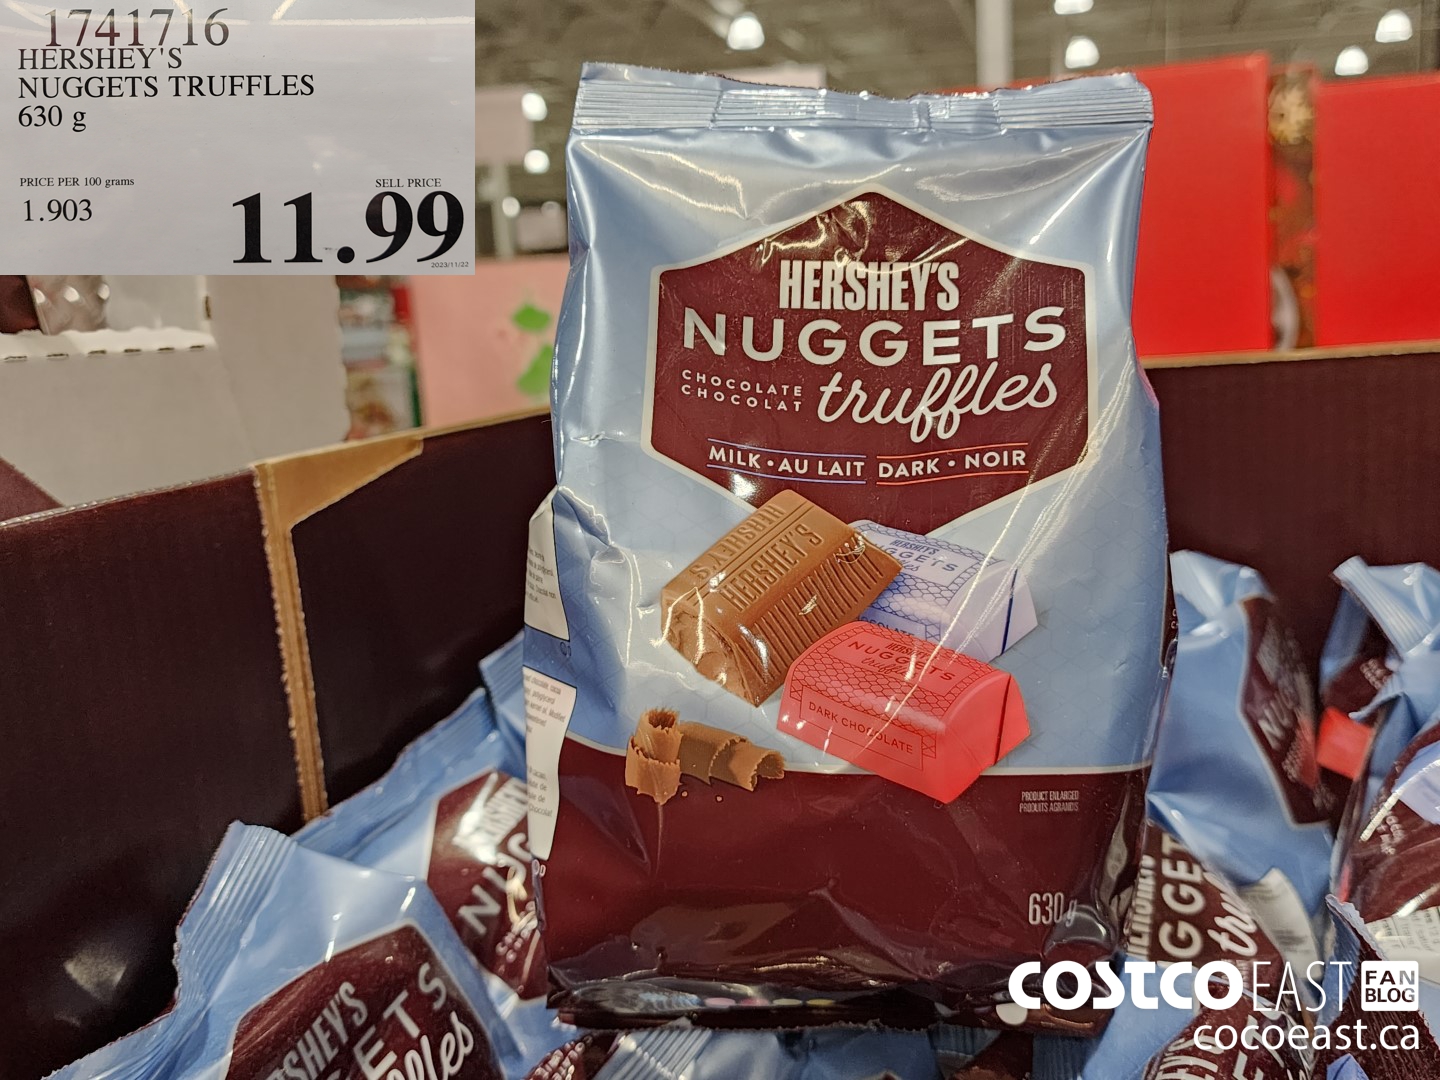 1741716
HERSHEY'S
NUGGETS TRUFFLES
630 g
PRICE PER 100 grams
1.903
SELL PRICE
11.99
2023/11/22
HERSHEY'S
NUGGETS
CHOCOLATE
CHOCOLAT
truffles
MILK • AU LAIT DARK • NOIR
HERSHEY'S
HERSHEY'S
HERSHEY'S
NUGGETS
truffles
DARK CHOCOLATE
PRODUCT ENLARGED
PRODUITS AGRANDIS
630 g
COSTCO EAST FAN BLOG
cocoeast.ca